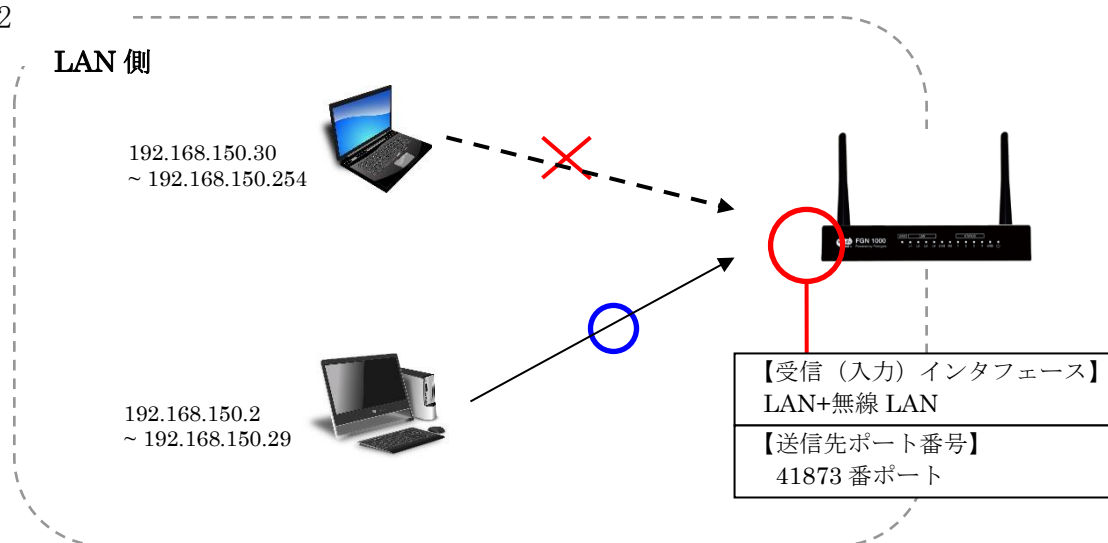 2
LAN 側
192.168.150.30
~ 192.168.150.254
FGN 1000
192.168.150.2
~ 192.168.150.29
【受信（入力）インタフェース】
LAN+無線 LAN
【送信先ポート番号】
41873 番ポート